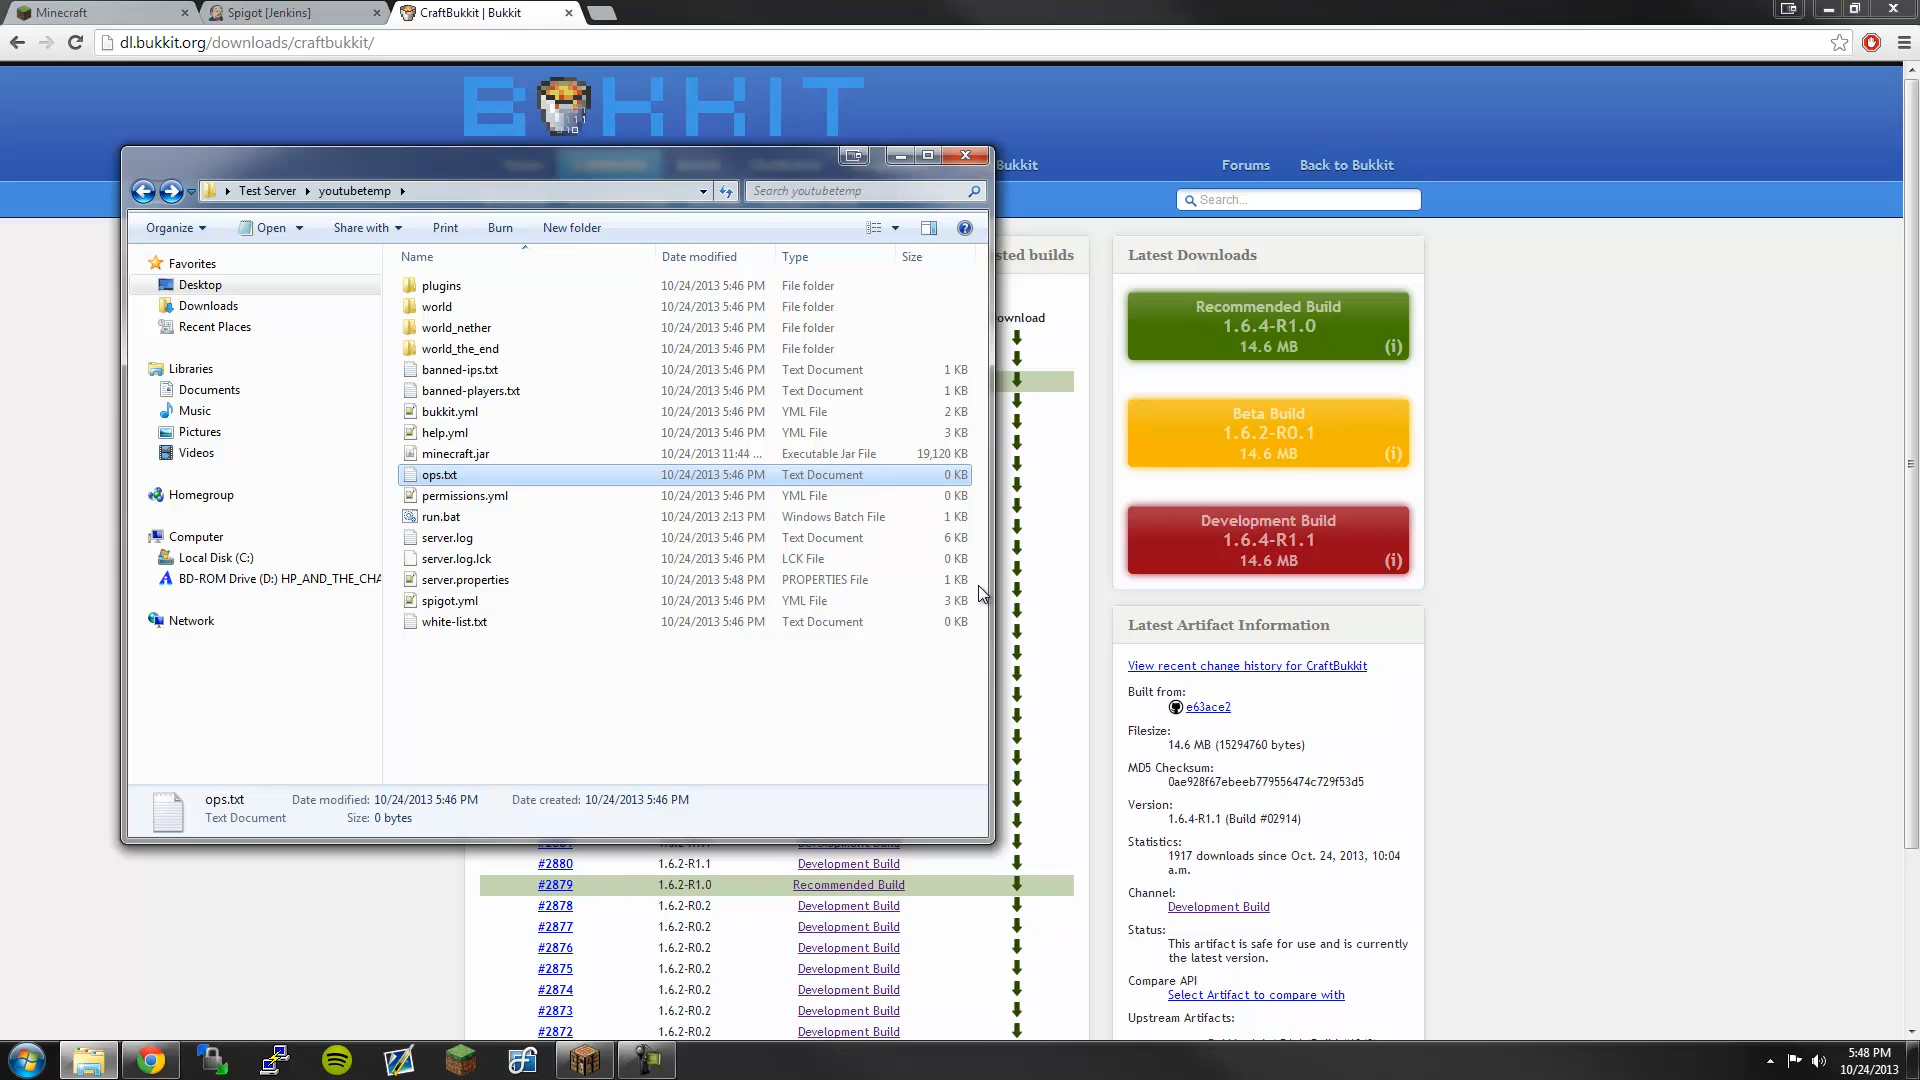 Minecraft
Spigot [Jenkins]
CraftBukkit | Bukkit
dl.bukkit.org/downloads/craftbukkit/
BUKKIT
Bukkit
Forums
Back to Bukkit
Search...
Test Server
youtubetemp
Search youtubetemp
Organize
Open
Share with
Print
Burn
New folder
Favorites
Desktop
Downloads
Recent Places
Libraries
Documents
Music
Pictures
Videos
Homegroup
Computer
Local Disk (C:)
BD-ROM Drive (D:) HP_AND_THE_CHA
Network
Name Date modified Type Size
plugins 10/24/2013 5:46 PM File folder
world 10/24/2013 5:46 PM File folder
world_nether 10/24/2013 5:46 PM File folder
world_the_end 10/24/2013 5:46 PM File folder
banned-ips.txt 10/24/2013 5:46 PM Text Document 1 KB
banned-players.txt 10/24/2013 5:46 PM Text Document 1 KB
bukkit.yml 10/24/2013 5:46 PM YML File 2 KB
help.yml 10/24/2013 5:46 PM YML File 3 KB
minecraft.jar 10/24/2013 11:44 ... Executable Jar File 19,120 KB
ops.txt 10/24/2013 5:46 PM Text Document 0 KB
permissions.yml 10/24/2013 5:46 PM YML File 0 KB
run.bat 10/24/2013 2:13 PM Windows Batch File 1 KB
server.log 10/24/2013 5:46 PM Text Document 6 KB
server.log.lck 10/24/2013 5:46 PM LCK File 0 KB
server.properties 10/24/2013 5:48 PM PROPERTIES File 1 KB
spigot.yml 10/24/2013 5:46 PM YML File 3 KB
white-list.txt 10/24/2013 5:46 PM Text Document 0 KB
ops.txt Date modified: 10/24/2013 5:46 PM Date created: 10/24/2013 5:46 PM
Text Document Size: 0 bytes
sted builds
ownload
#2880 1.6.2-R1.1 Development Build
#2879 1.6.2-R1.0 Recommended Build
#2878 1.6.2-R0.2 Development Build
#2877 1.6.2-R0.2 Development Build
#2876 1.6.2-R0.2 Development Build
#2875 1.6.2-R0.2 Development Build
#2874 1.6.2-R0.2 Development Build
#2873 1.6.2-R0.2 Development Build
#2872 1.6.2-R0.2 Development Build
Latest Downloads
Recommended Build
1.6.4-R1.0
14.6 MB (i)
Beta Build
1.6.2-R0.1
14.6 MB (i)
Development Build
1.6.4-R1.1
14.6 MB (i)
Latest Artifact Information
View recent change history for CraftBukkit
Built from:
e63ace2
Filesize:
14.6 MB (15294760 bytes)
MD5 Checksum:
0ae928f67ebeeb779556474c729f53d5
Version:
1.6.4-R1.1 (Build #02914)
Statistics:
1917 downloads since Oct. 24, 2013, 10:04
a.m.
Channel:
Development Build
Status:
This artifact is safe for use and is currently
the latest version.
Compare API
Select Artifact to compare with
Upstream Artifacts:
5:48 PM
10/24/2013